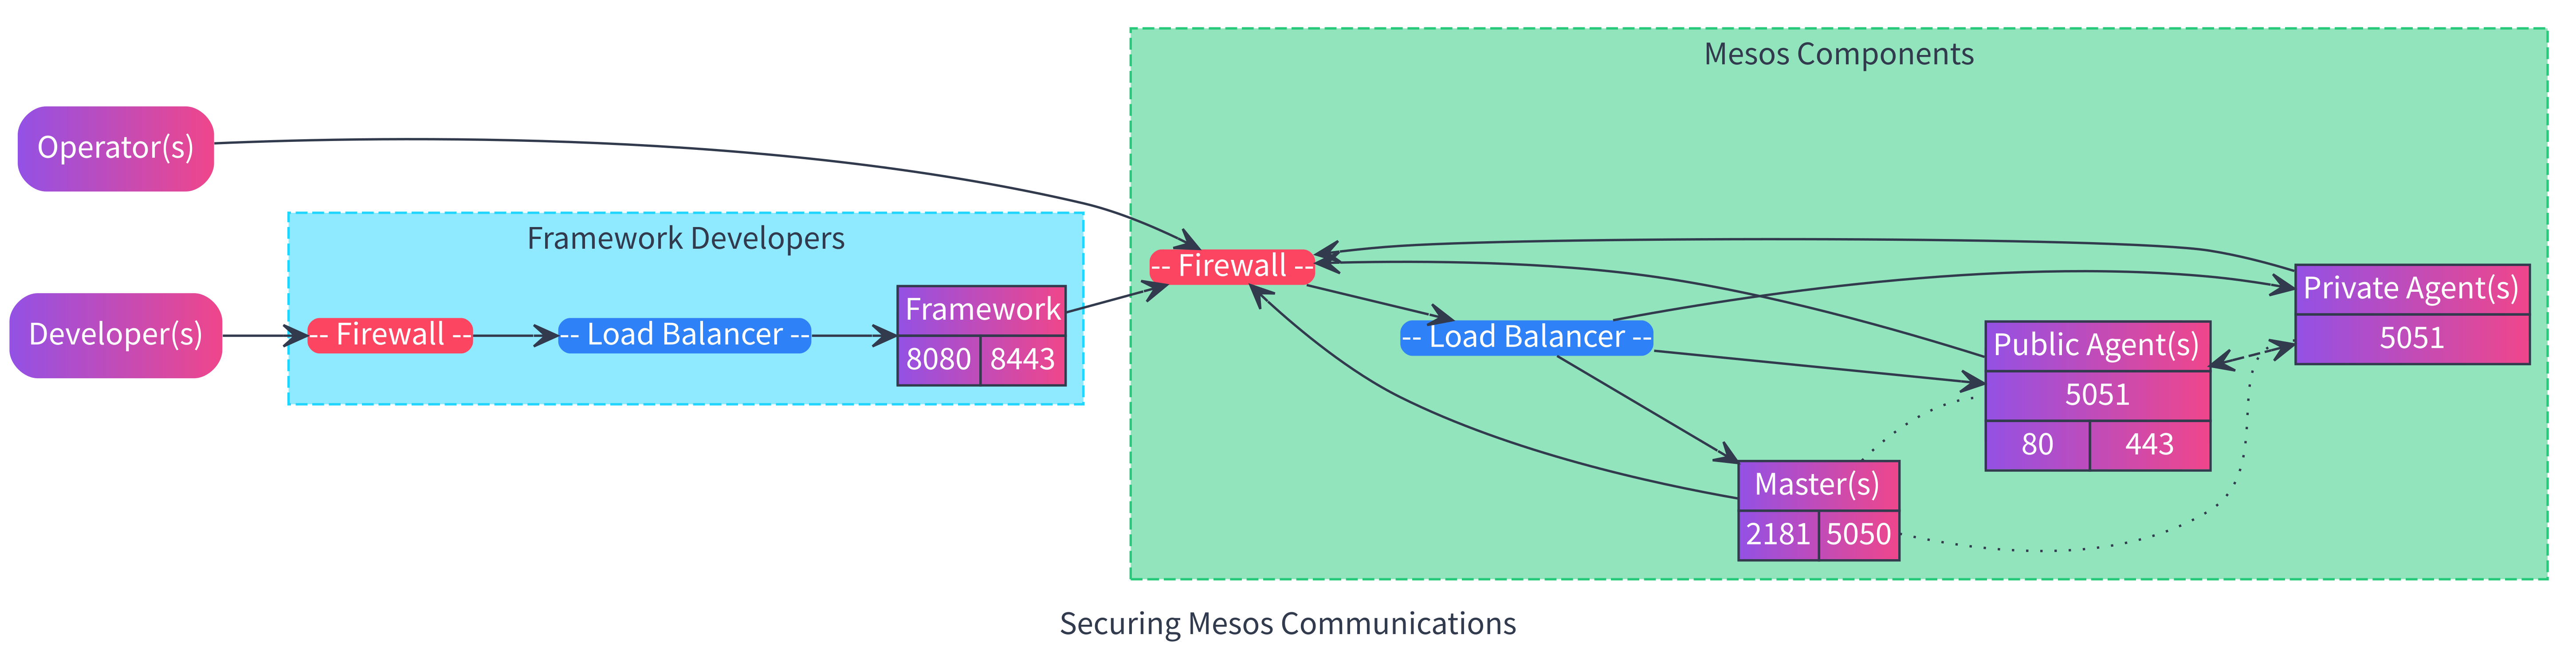 Mesos Components
Operator(s)
Framework Developers
-- Firewall --
Private Agent(s)
5051
Developer(s)
-- Firewall --
-- Load Balancer --
Framework
8080
8443
-- Load Balancer --
Public Agent(s)
5051
80
443
Master(s)
2181
5050
Securing Mesos Communications